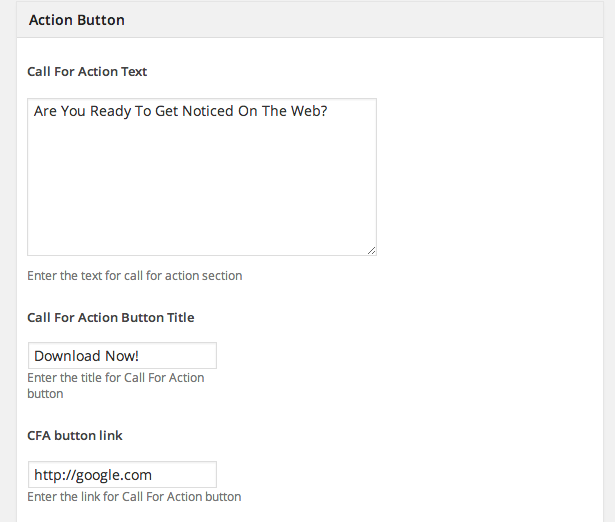 Action Button
Call For Action Text
Are You Ready To Get Noticed On The Web?
Enter the text for call for action section
Call For Action Button Title
Download Now!
Enter the title for Call For Action
button
CFA button link
http://google.com
Enter the link for Call For Action button